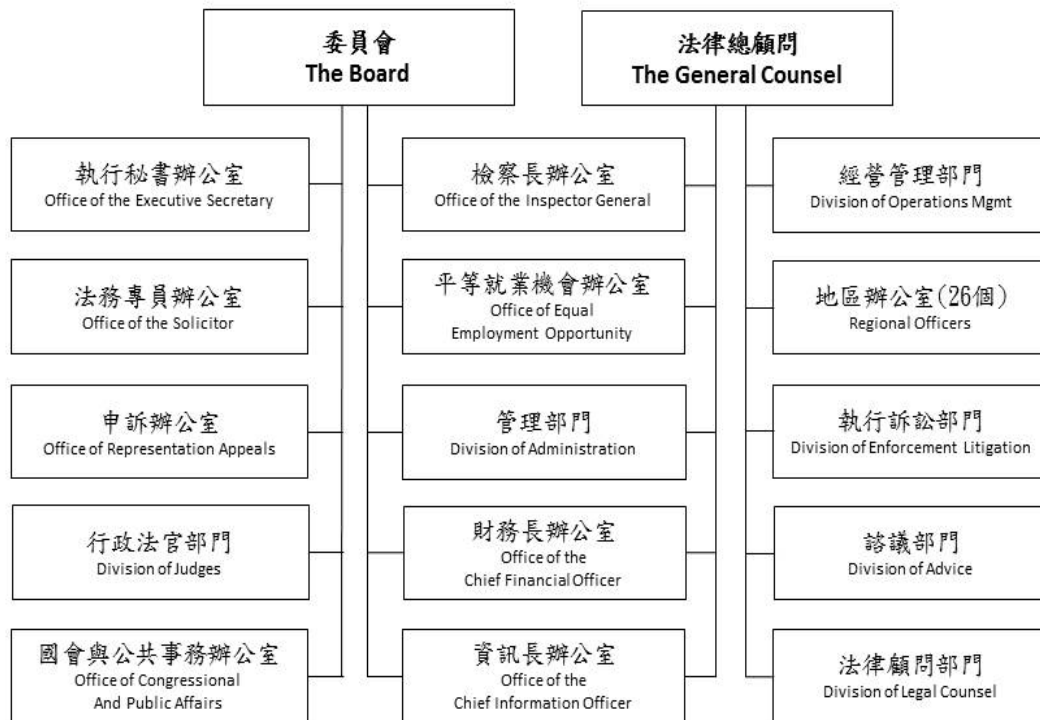 委員會
The Board
法律總顧問
The General Counsel
執行秘書辦公室
Office of the Executive Secretary
檢察長辦公室
Office of the Inspector General
經營管理部門
Division of Operations Mgmt
法務專員辦公室
Office of the Solicitor
平等就業機會辦公室
Office of Equal
Employment Opportunity
地區辦公室(26個)
Regional Officers
申訴辦公室
Office of Representation Appeals
管理部門
Division of Administration
執行訴訟部門
Division of Enforcement Litigation
行政法官部門
Division of Judges
財務長辦公室
Office of the
Chief Financial Officer
諮議部門
Division of Advice
國會與公共事務辦公室
Office of Congressional
And Public Affairs
資訊長辦公室
Office of the
Chief Information Officer
法律顧問部門
Division of Legal Counsel